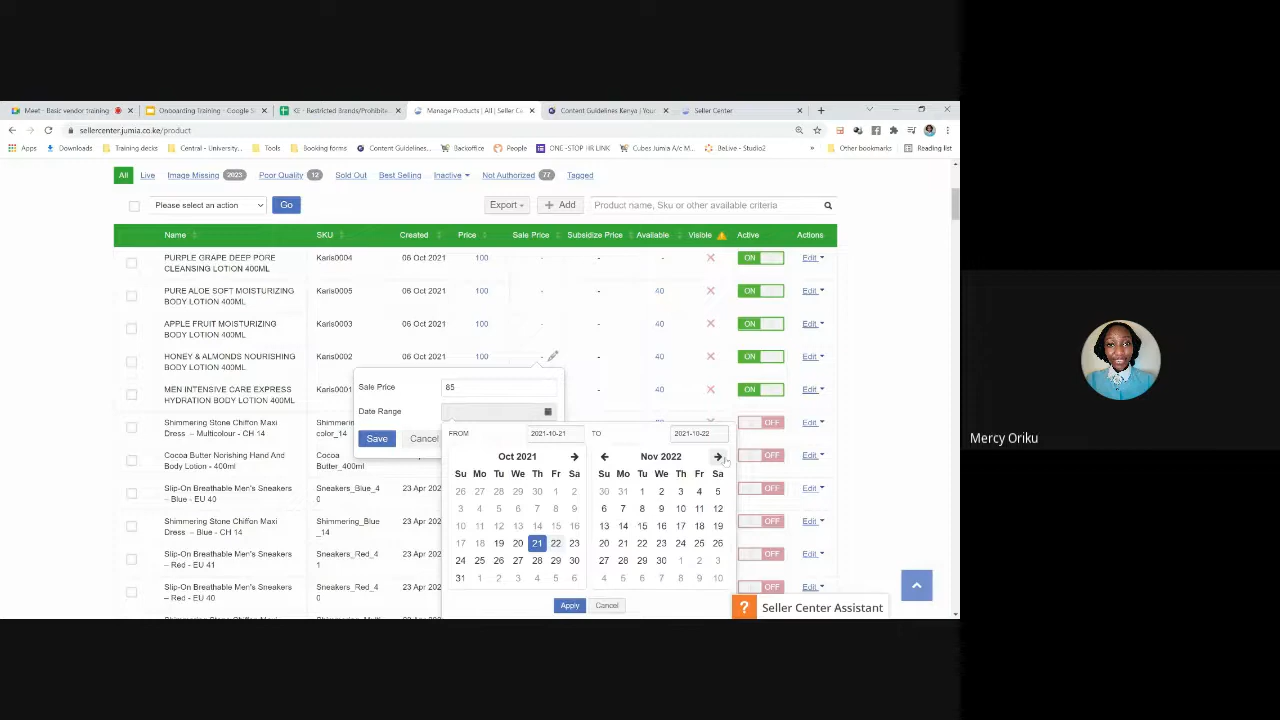 Meet - Basic vendor training
Onboarding Training - Google S
KE - Restricted Brands/Prohibite
Manage Products | All | Seller Ce
Content Guidelines Kenya | Your
Seller Center
sellercenter.jumia.co.ke/product
Apps
Downloads
Training decks
Central - University...
Tools
Booking forms
Content Guidelines...
Backoffice
People
ONE -STOP HR LINK
Cubes Jumia A/c M...
BeLive - Studio2
»
Other bookmarks
Reading list
All Live Image Missing 2023 Poor Quality 12 Sold Out Best Selling Inactive Not Authorized 77 Tagged
Please select an action Go Export + Add Product name, Sku or other available criteria
Name SKU Created Price Sale Price Subsidize Price Available Visible Active Actions
PURPLE GRAPE DEEP PORE
CLEANSING LOTION 400ML
Karis0004 06 Oct 2021 100 - - - ON Edit
PURE ALOE SOFT MOISTURIZING
BODY LOTION 400ML
Karis0005 06 Oct 2021 100 - - 40 ON Edit
APPLE FRUIT MOISTURIZING
BODY LOTION 400ML
Karis0003 06 Oct 2021 100 - - 40 ON Edit
HONEY & ALMONDS NOURISHING
BODY LOTION 400ML
Karis0002 06 Oct 2021 100 - - 40 ON Edit
MEN INTENSIVE CARE EXPRESS
HYDRATION BODY LOTION 400ML
Karis0001 - 40 ON Edit
Shimmering Stone Chiffon Maxi
Dress – Multicolour - CH 14
Shimmering
color_14
OFF Edit
Cocoa Butter Norishing Hand And
Body Lotion - 400ml
Cocoa
Butter_400ml
OFF Edit
Slip-On Breathable Men's Sneakers
– Blue - EU 40
Sneakers_Blue_4
0
23 Apr OFF Edit
Shimmering Stone Chiffon Maxi
Dress – Blue - CH 14
Shimmering_Blue
_14
23 Apr OFF Edit
Slip-On Breathable Men's Sneakers
– Red - EU 41
Sneakers_Red_4
1
23 Apr OFF Edit
Slip-On Breathable Men's Sneakers
– Red - EU 40
Sneakers_Red_4
0
23 Apr OFF Edit
Sale Price 85
Date Range
Save Cancel
FROM 2021-10-21 TO 2021-10-22
Oct 2021
Su Mo Tu We Th Fr Sa
26 27 28 29 30 1 2
3 4 5 6 7 8 9
10 11 12 13 14 15 16
17 18 19 20 21 22 23
24 25 26 27 28 29 30
31 1 2 3 4 5 6
Nov 2022
Su Mo Tu We Th Fr Sa
30 31 1 2 3 4 5
6 7 8 9 10 11 12
13 14 15 16 17 18 19
20 21 22 23 24 25 26
27 28 29 30 1 2 3
4 5 6 7 8 9 10
Apply Cancel
? Seller Center Assistant
Mercy Oriku